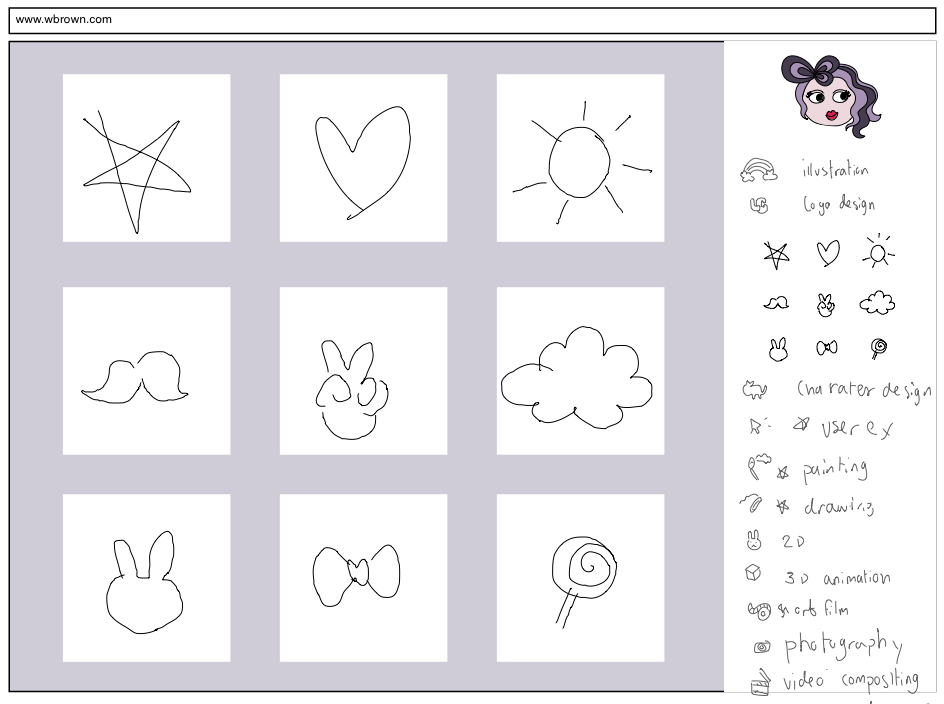 www.wbrown.com
illustration
logo design
Charater design
user ex
painting
drawing
2D
3D animation
short film
photography
video compositing